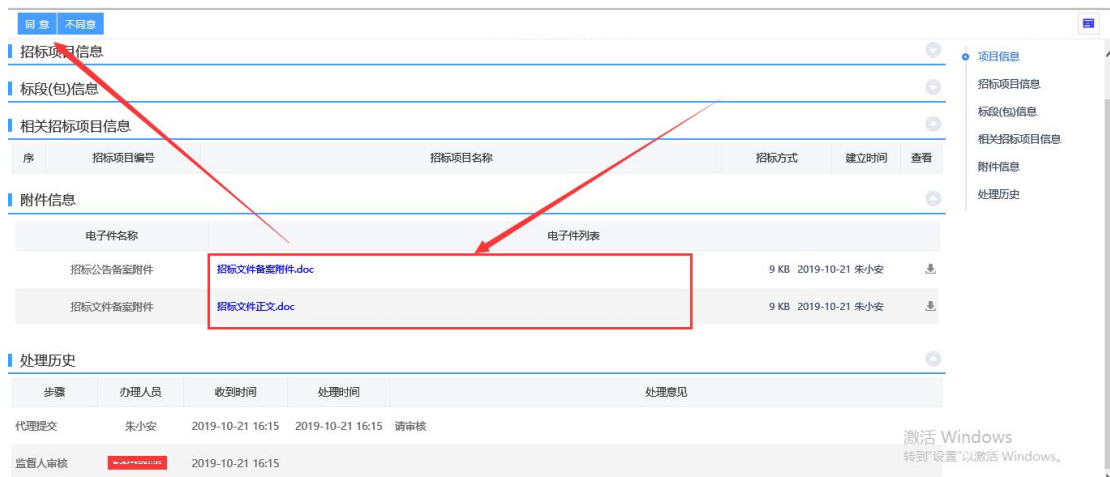 同意 不同意
招标项目信息
标段(包)信息
相关招标项目信息
序 招标项目编号 招标项目名称 招标方式 建立时间 查看
附件信息
电子件名称 电子件列表
招标公告备案附件 招标文件备案附件.doc 9 KB 2019-10-21 朱小安
招标文件备案附件 招标文件正文.doc 9 KB 2019-10-21 朱小安
处理历史
步骤 办理人员 收到时间 处理时间 处理意见
代理提交 朱小安 2019-10-21 16:15 2019-10-21 16:15 请审核
监督人审核 2019-10-21 16:15
项目信息
招标项目信息
标段(包)信息
相关招标项目信息
附件信息
处理历史
激活 Windows
转到"设置"以激活 Windows。